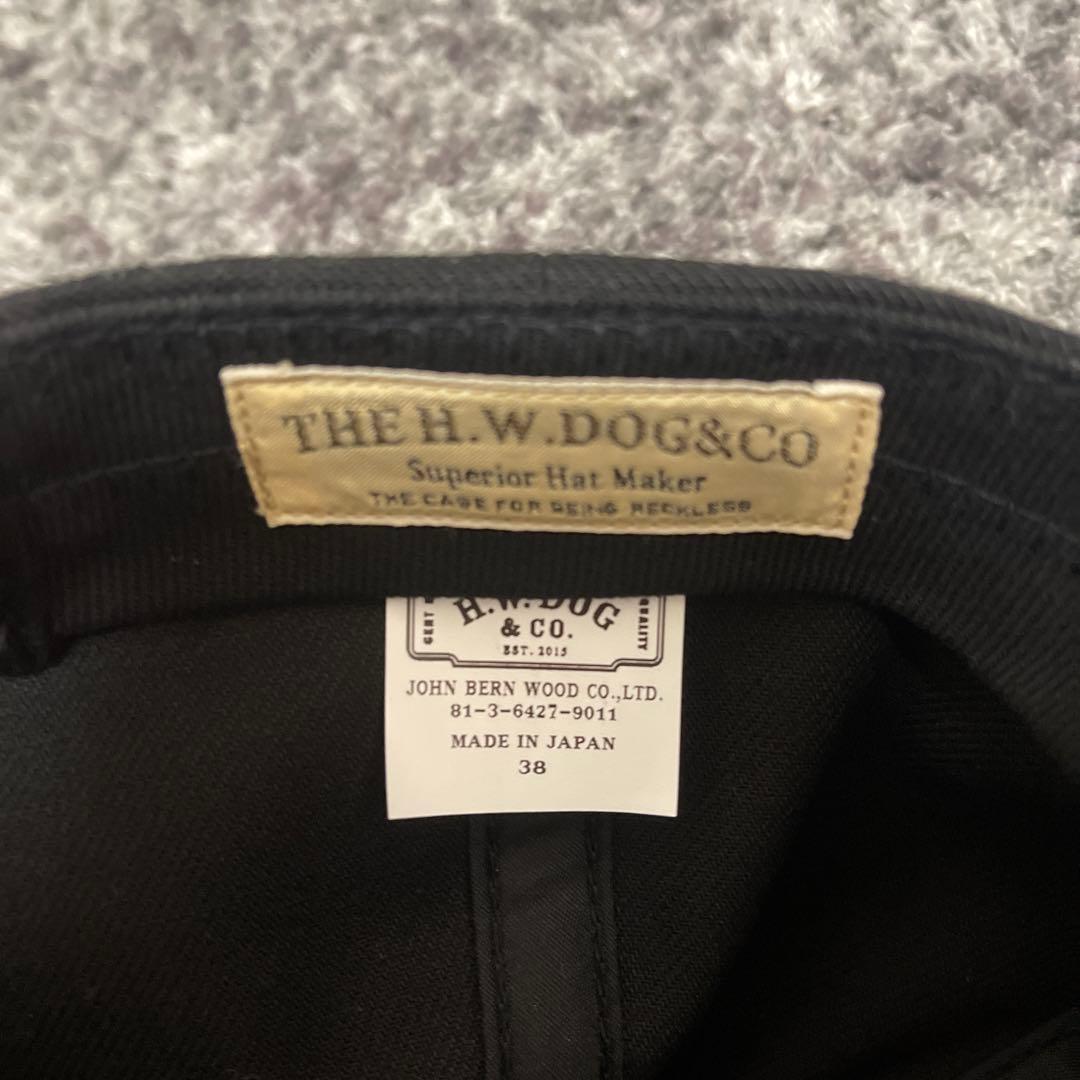 THE H.W.DOG&CO
Superior Hat Maker
THE CASE FOR BEING RECKLESS
H.W.DOG
& CO.
EST. 2015
QUALITY
JOHN BERN WOOD CO.,LTD.
81-3-6427-9011
MADE IN JAPAN
38